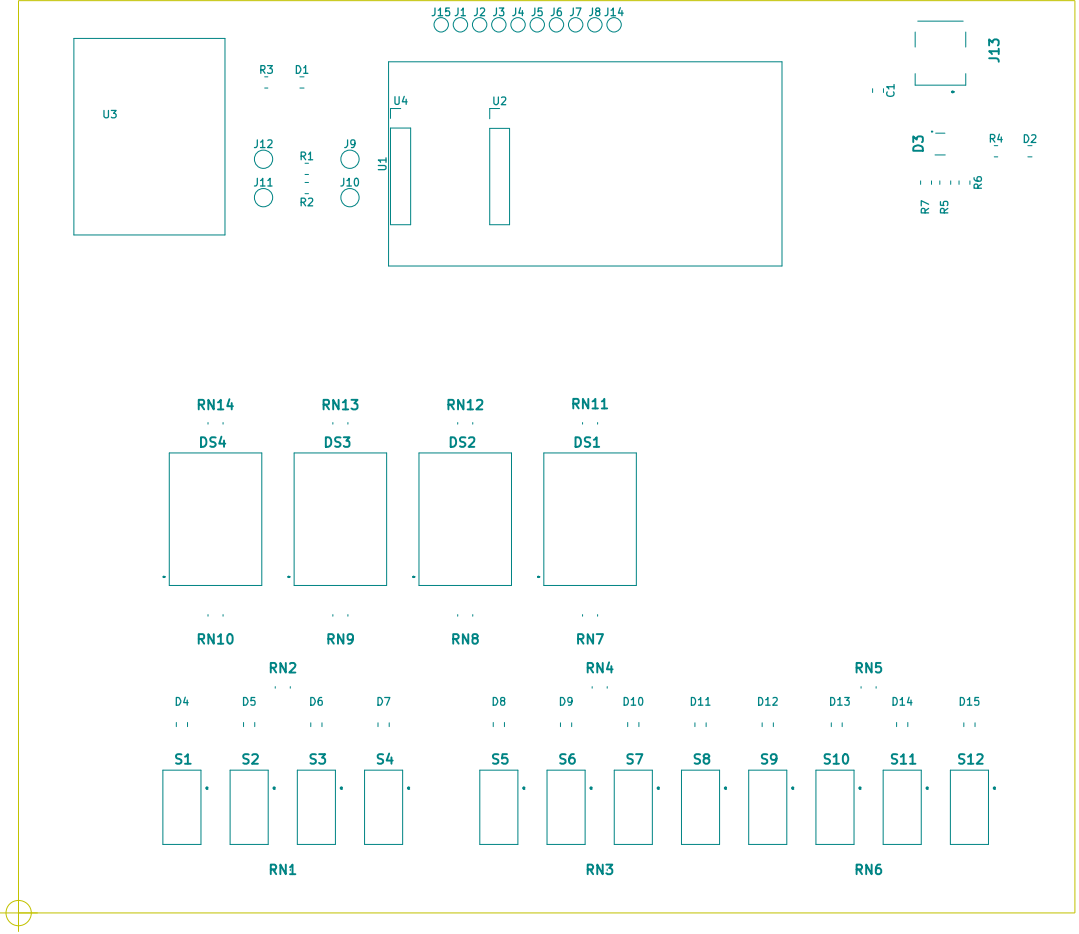 J15 J1 J2 J3 J4 J5 J6 J7 J8 J14
J13
R3 D1
C1
U4 U2
U3
J12 J9
D3 R4 D2
R1
U1
J11 J10
R6
R2
R7 R5
RN14 RN13 RN12 RN11
DS4 DS3 DS2 DS1
RN10 RN9 RN8 RN7
RN2 RN4 RN5
D4 D5 D6 D7 D8 D9 D10 D11 D12 D13 D14 D15
S1 S2 S3 S4 S5 S6 S7 S8 S9 S10 S11 S12
RN1 RN3 RN6